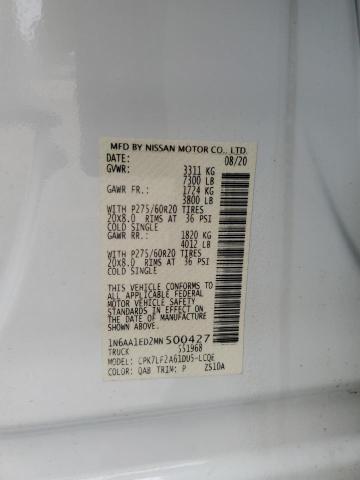 MFD BY NISSAN MOTOR CO., LTD.
DATE: 08/20
GVWR: 3311 KG
7300 LB
GAWR FR.: 1724 KG
3800 LB
WITH P275/60R20 TIRES
20x8.0 RIMS AT 36 PSI
COLD SINGLE
GAWR RR.: 1820 KG
4012 LB
WITH P275/60R20 TIRES
20x8.0 RIMS AT 36 PSI
COLD SINGLE
THIS VEHICLE CONFORMS TO ALL
APPLICABLE FEDERAL
MOTOR VEHICLE SAFETY
STANDARDS IN EFFECT
ON THE DATE OF
MANUFACTURE SHOWN ABOVE.
1N6AA1ED2MN500427
TRUCK 551968
MODEL: CPK7LF2A61DU5-LCQE
COLOR: QAB TRIM: P Z510A